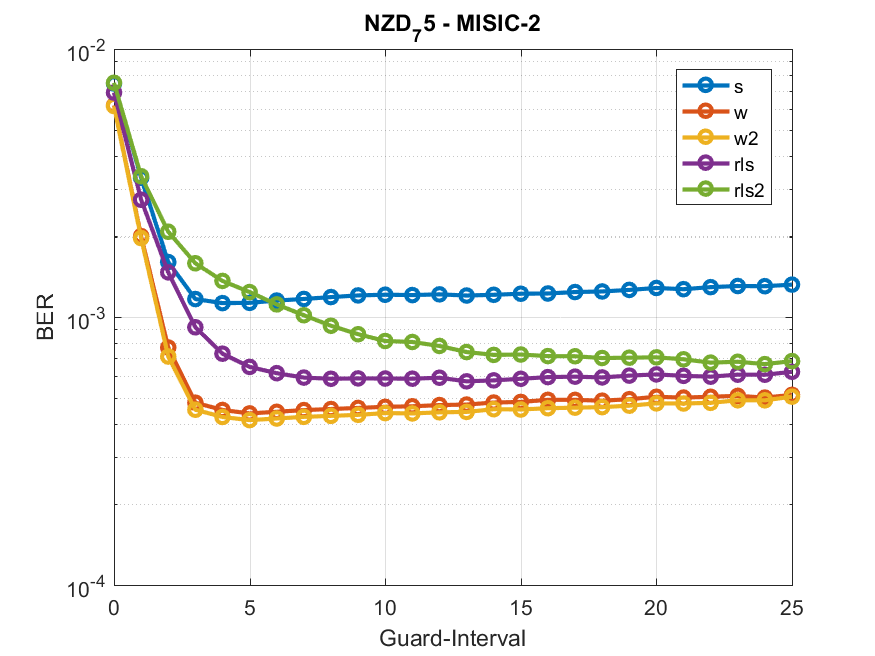 NZD₇5 - MISIC-2
10⁻²
s
w
w2
rls
rls2
BER
10⁻³
10⁻⁴
0 5 10 15 20 25
Guard-Interval